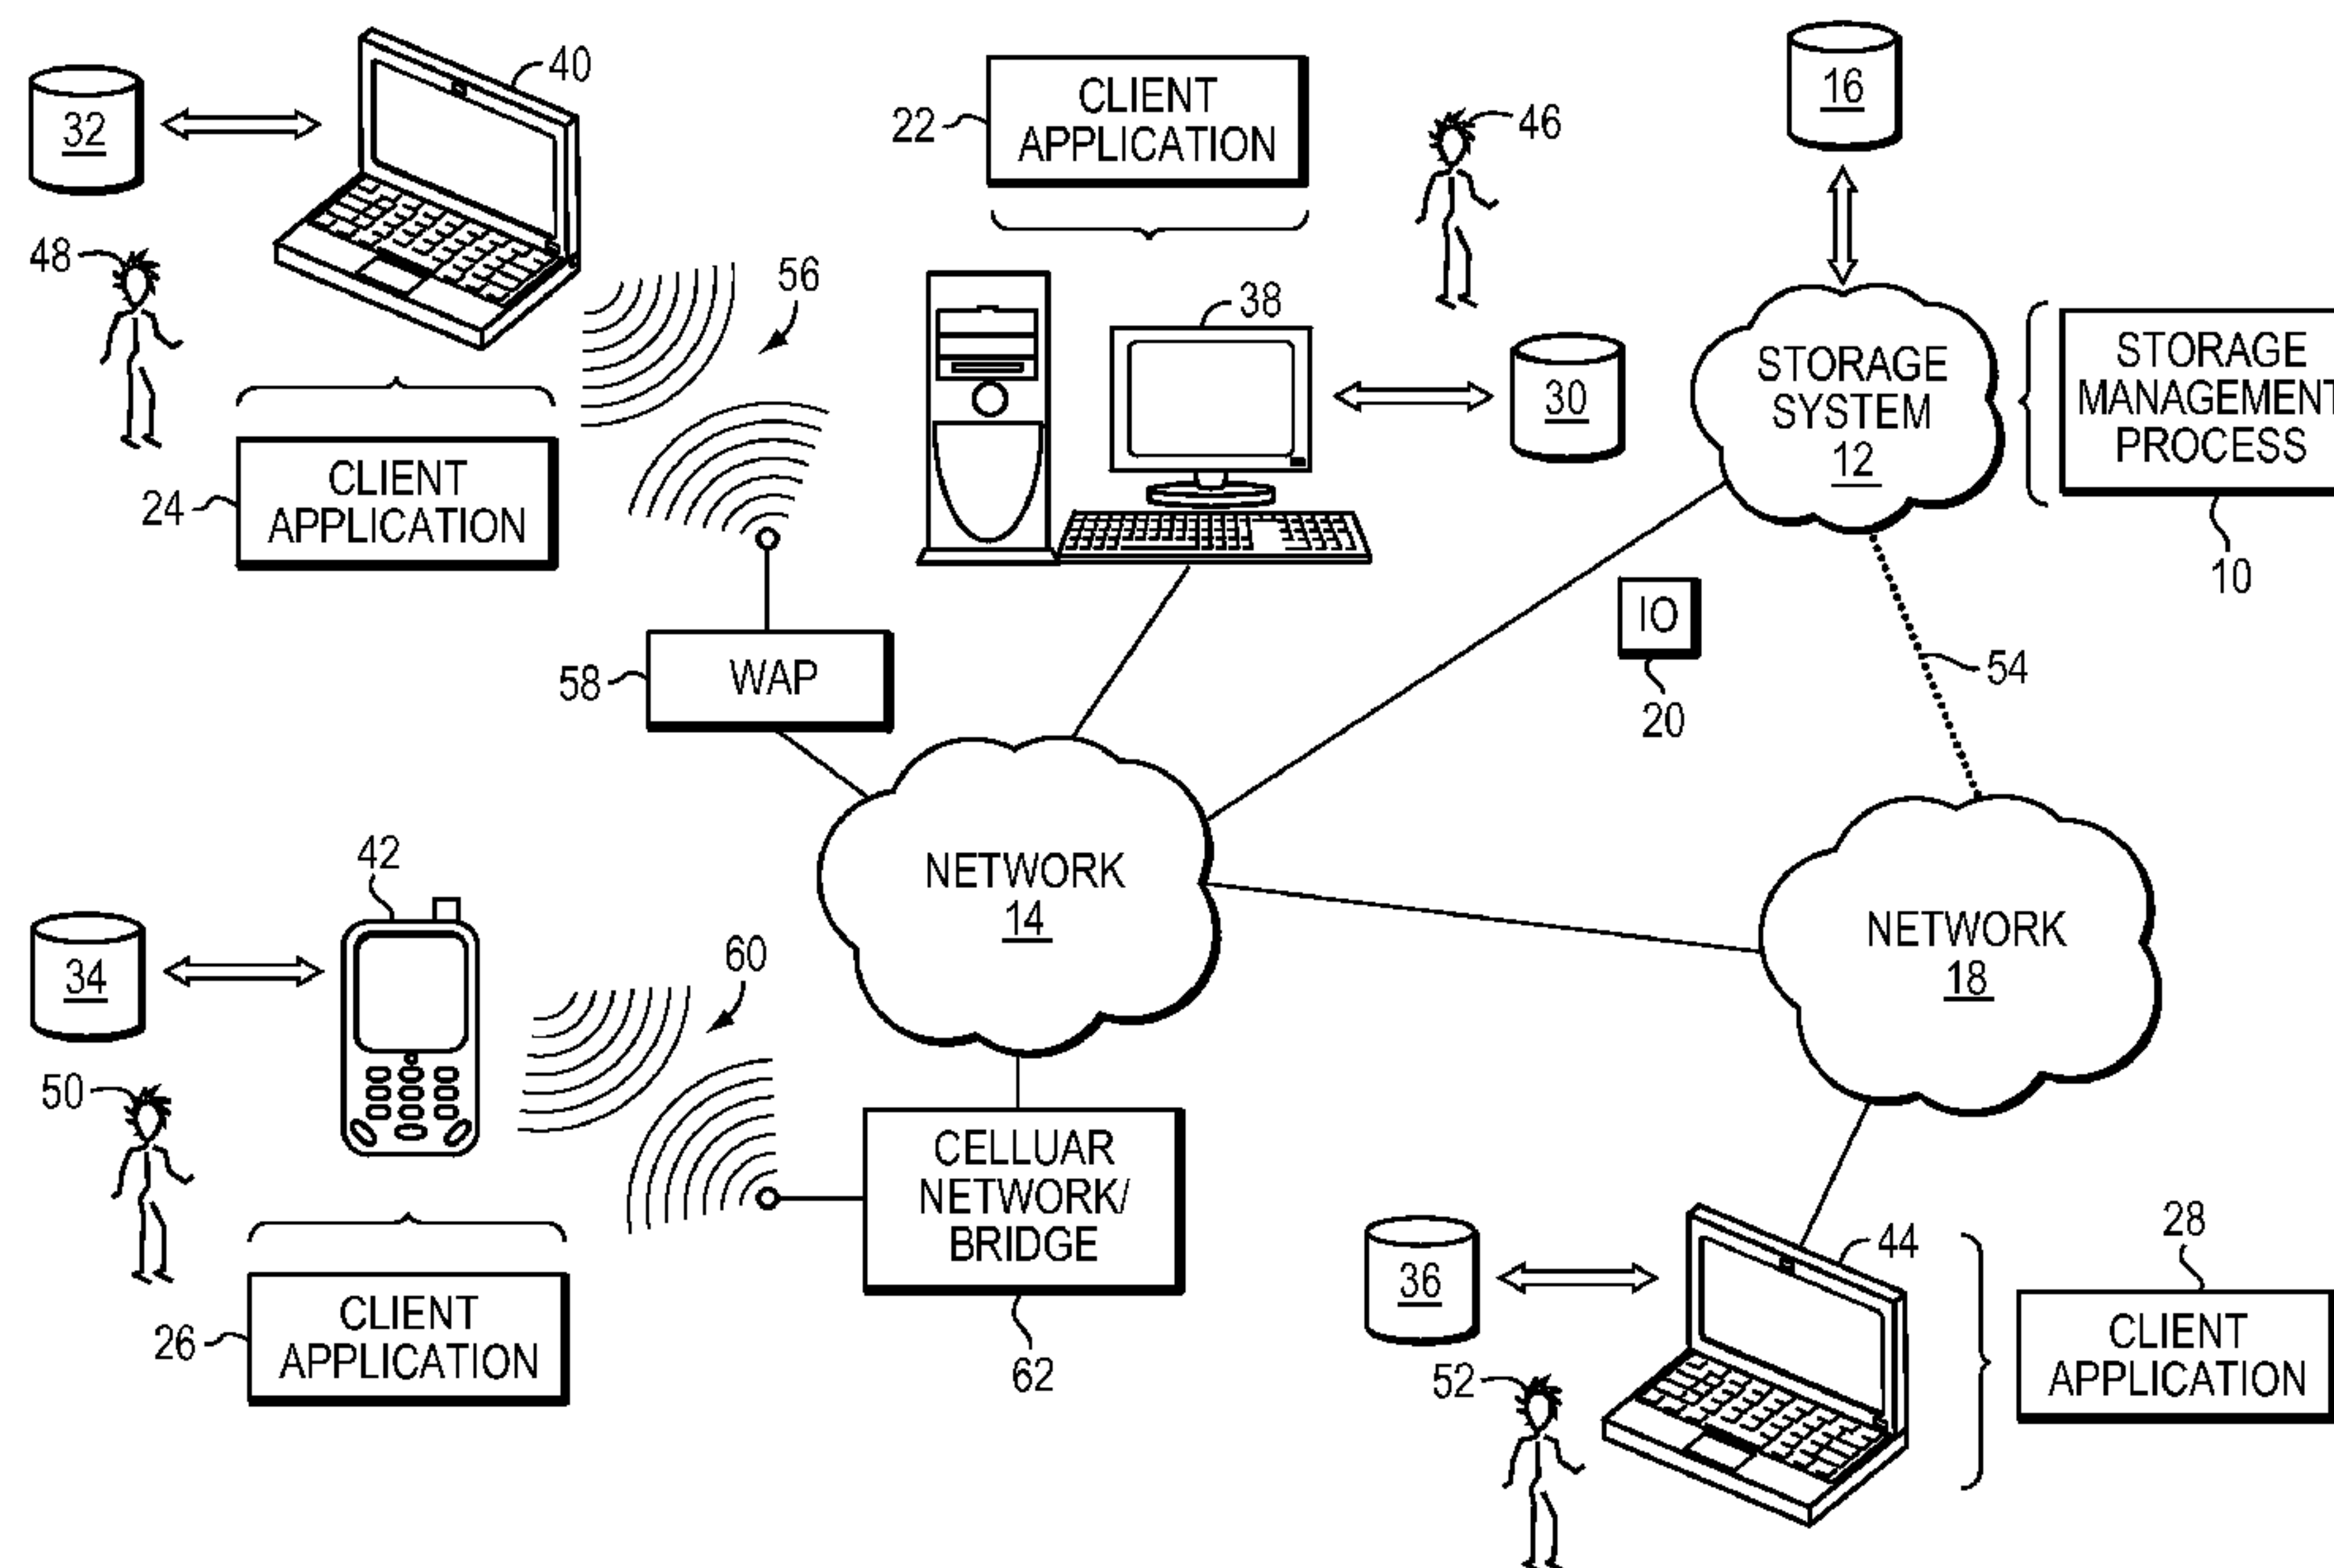 40
32
CLIENT
APPLICATION
22
46
16
48
56
38
30
STORAGE
SYSTEM
12
STORAGE
MANAGEMENT
PROCESS
10
CLIENT
APPLICATION
24
IO
20
54
WAP
58
NETWORK
14
NETWORK
18
42
34
60
50
CELLUAR
NETWORK/
BRIDGE
62
CLIENT
APPLICATION
26
44
28
36
CLIENT
APPLICATION
52